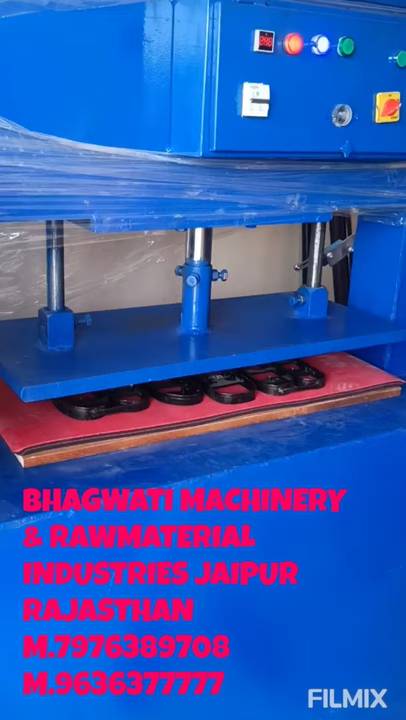 BHAGWATI MACHINERY
& RAWMATERIAL
INDUSTRIES JAIPUR
RAJASTHAN
M.7976389708
M.9636377777
FILMIX